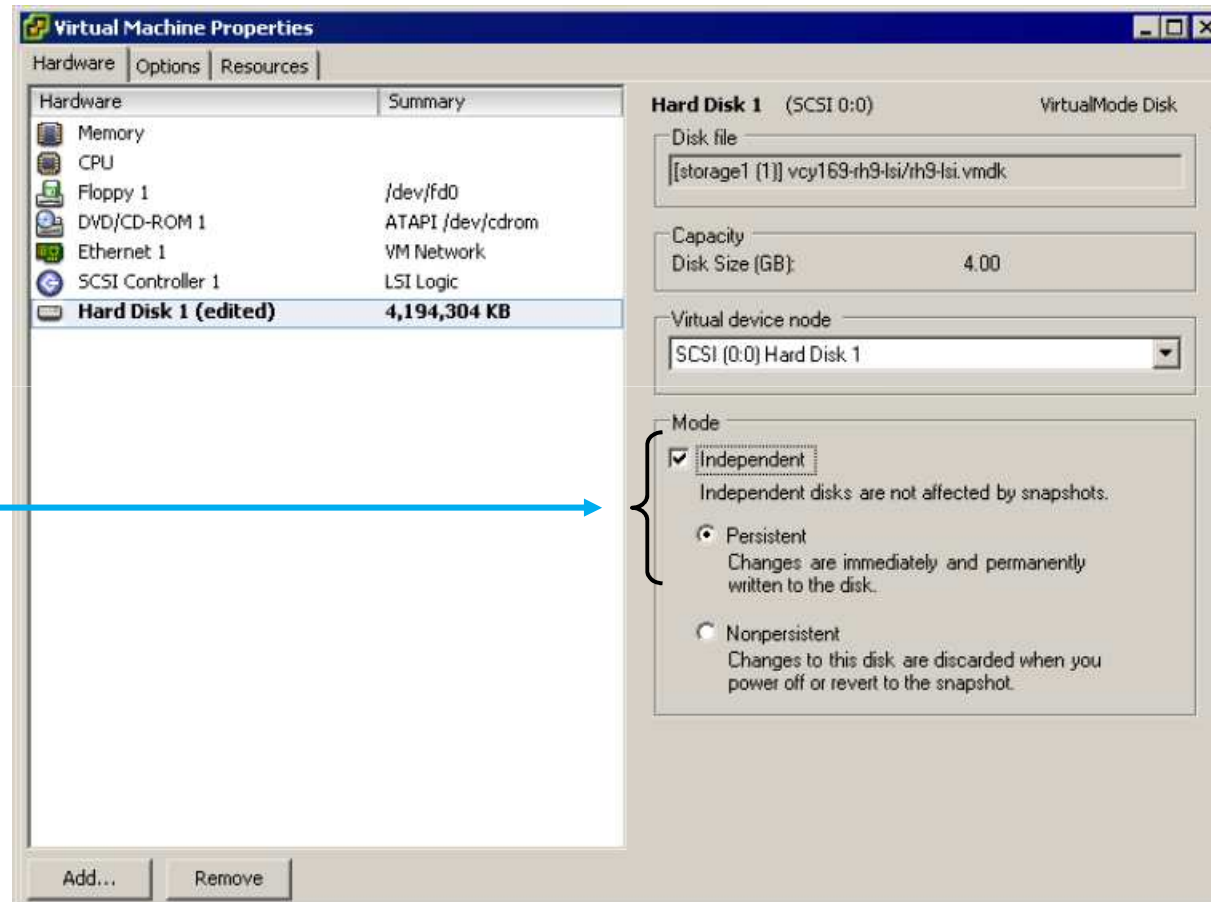 Virtual Machine Properties
Hardware Options Resources
Hardware Summary
Memory
CPU
Floppy 1 /dev/fd0
DVD/CD-ROM 1 ATAPI /dev/cdrom
Ethernet 1 VM Network
SCSI Controller 1 LSI Logic
Hard Disk 1 (edited) 4,194,304 KB
Add... Remove
Hard Disk 1 (SCSI 0:0) VirtualMode Disk
Disk file
[storage1 (1)] vcy169-rh9-lsi/rh9-lsi.vmdk
Capacity
Disk Size (GB): 4.00
Virtual device node
SCSI (0:0) Hard Disk 1
Mode
Independent
Independent disks are not affected by snapshots.
Persistent
Changes are immediately and permanently
written to the disk.
Nonpersistent
Changes to this disk are discarded when you
power off or revert to the snapshot.